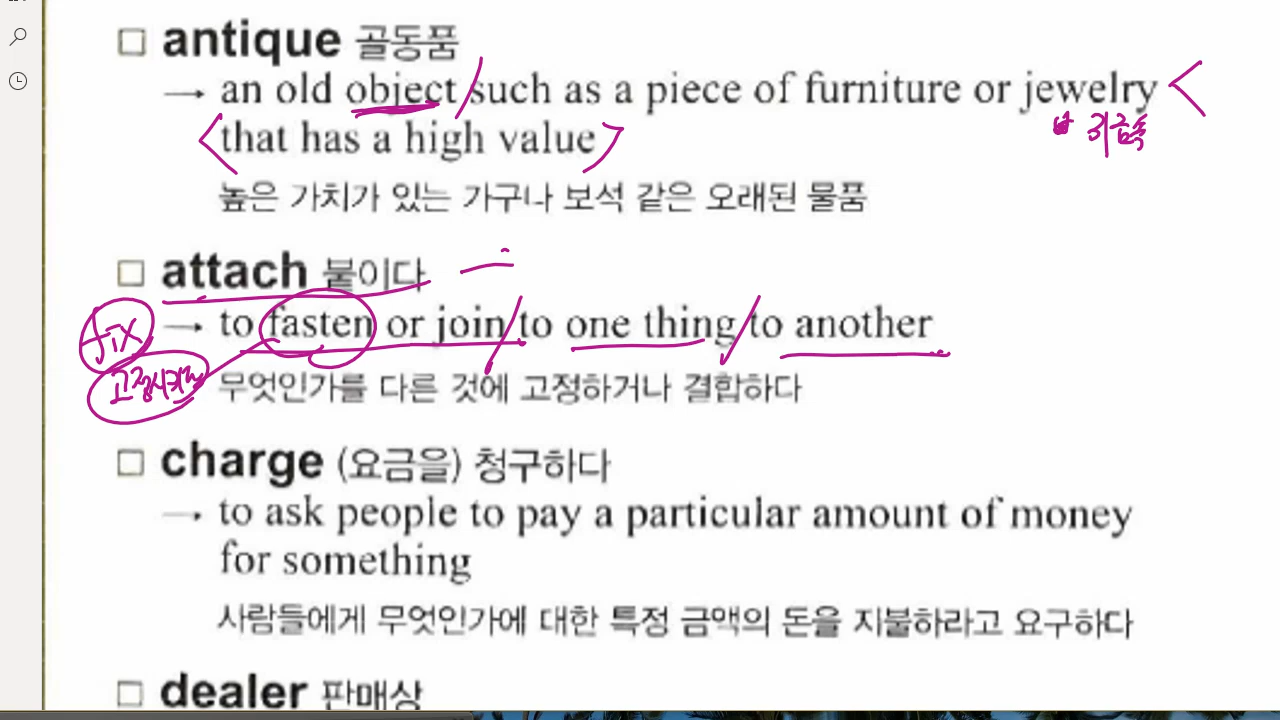 antique 골동품
→ an old object such as a piece of furniture or jewelry
귀금속
that has a high value
높은 가치가 있는 가구나 보석 같은 오래된 물품
attach 붙이다
fix → to fasten or join to one thing to another
고정시키다
무엇인가를 다른 것에 고정하거나 결합하다
charge (요금을) 청구하다
→ to ask people to pay a particular amount of money
for something
사람들에게 무엇인가에 대한 특정 금액의 돈을 지불하라고 요구하다
dealer 판매상